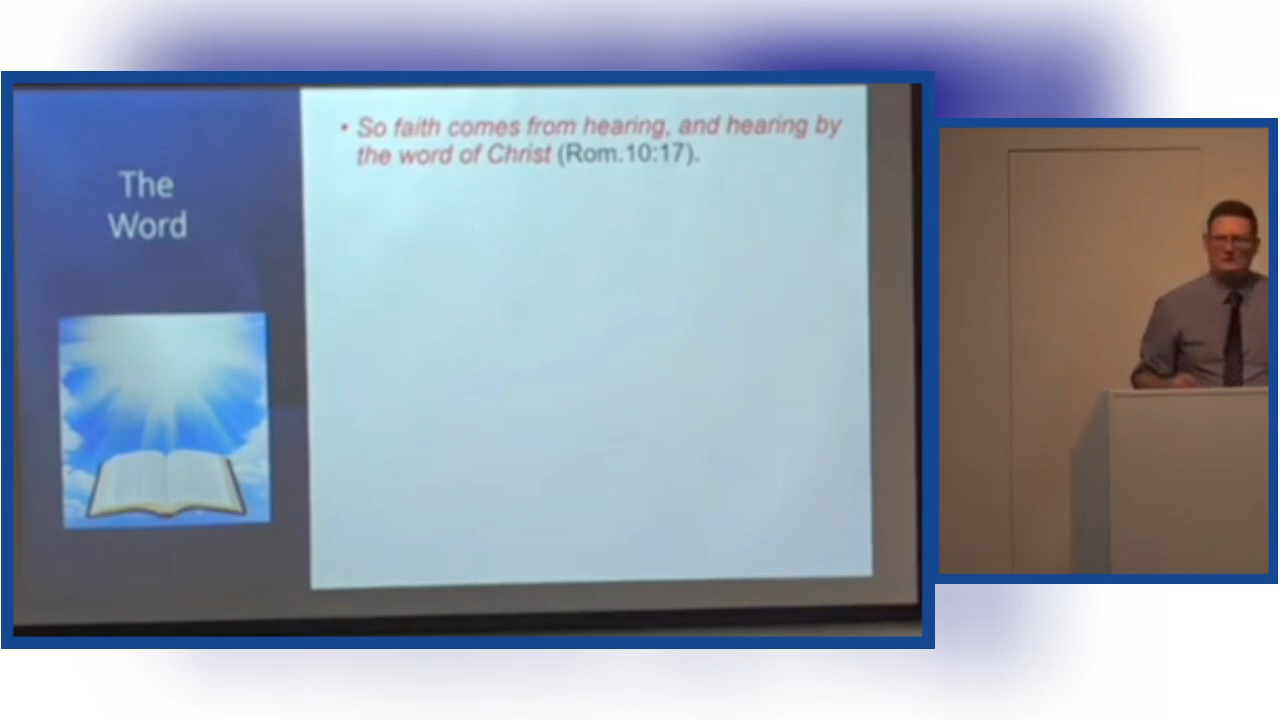 The
Word
• So faith comes from hearing, and hearing by
the word of Christ (Rom.10:17).